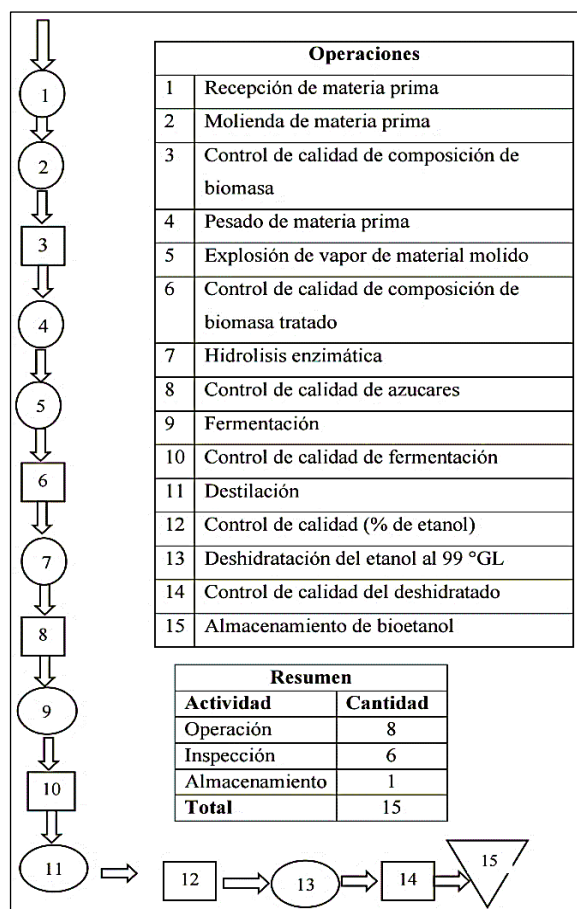 1
2
3
4
5
6
7
8
9
10
11
12
13
14
15
Operaciones
1 Recepción de materia prima
2 Molienda de materia prima
3 Control de calidad de composición de
biomasa
4 Pesado de materia prima
5 Explosión de vapor de material molido
6 Control de calidad de composición de
biomasa tratado
7 Hidrolisis enzimática
8 Control de calidad de azucares
9 Fermentación
10 Control de calidad de fermentación
11 Destilación
12 Control de calidad (% de etanol)
13 Deshidratación del etanol al 99 °GL
14 Control de calidad del deshidratado
15 Almacenamiento de bioetanol
Resumen
Actividad Cantidad
Operación 8
Inspección 6
Almacenamiento 1
Total 15